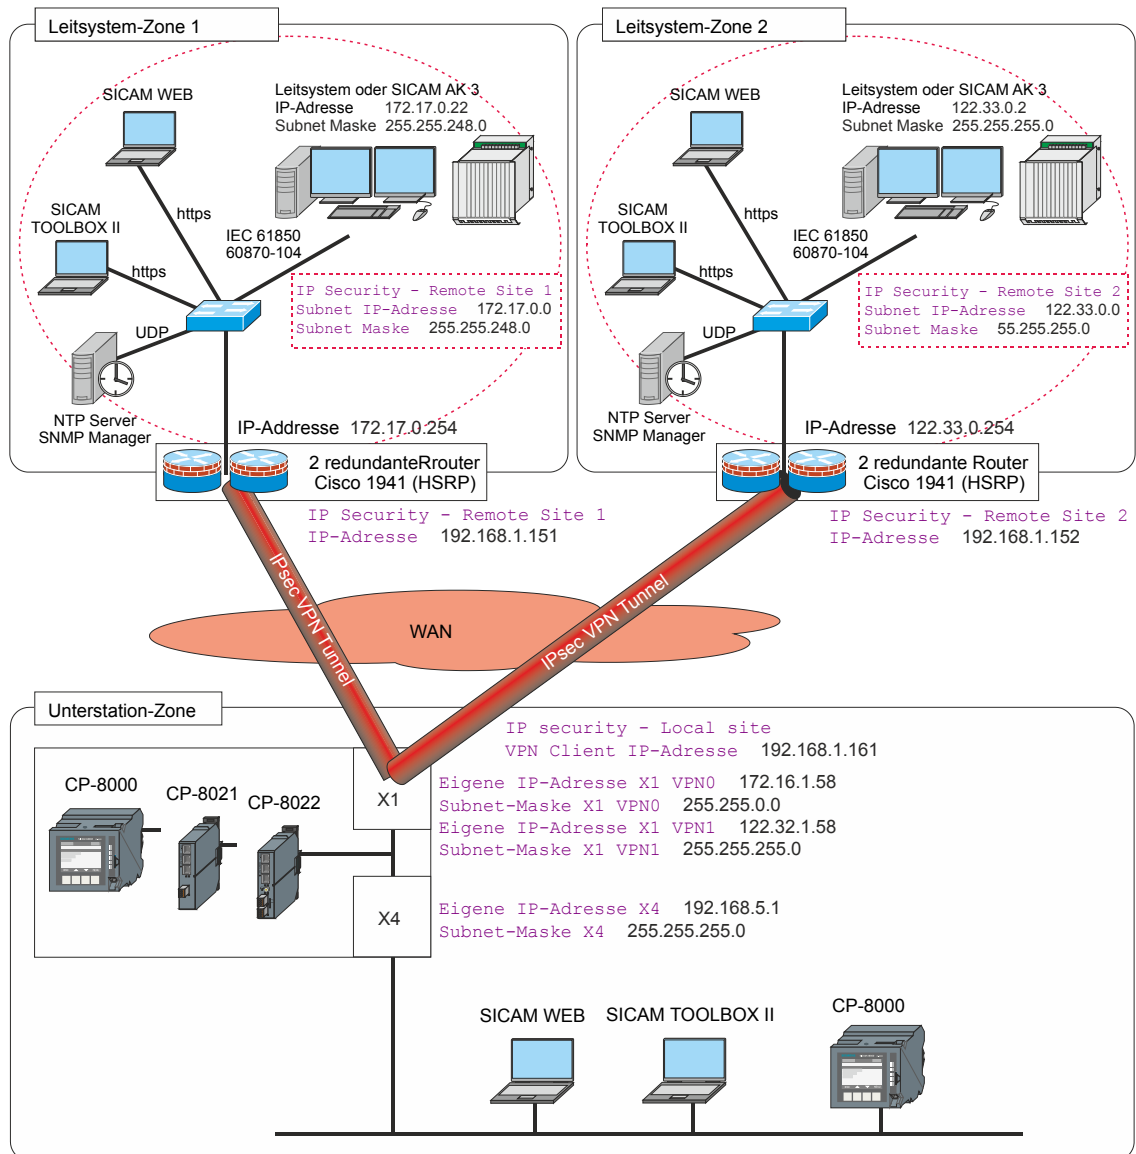 Leitsystem-Zone 1
SICAM WEB
Leitsystem oder SICAM AK 3
IP-Adresse 172.17.0.22
Subnet Maske 255.255.248.0
SICAM
TOOLBOX II
https
https
IEC 61850
60870-104
UDP
NTP Server
SNMP Manager
IP Security - Remote Site 1
Subnet IP-Adresse 172.17.0.0
Subnet Maske 255.255.248.0
IP-Addresse 172.17.0.254
2 redundanteRrouter
Cisco 1941 (HSRP)
IP Security - Remote Site 1
IP-Adresse 192.168.1.151
Leitsystem-Zone 2
SICAM WEB
Leitsystem oder SICAM AK 3
IP-Adresse 122.33.0.2
Subnet Maske 255.255.255.0
SICAM
TOOLBOX II
https
https
IEC 61850
60870-104
UDP
NTP Server
SNMP Manager
IP Security - Remote Site 2
Subnet IP-Adresse 122.33.0.0
Subnet Maske 55.255.255.0
IP-Adresse 122.33.0.254
2 redundante Router
Cisco 1941 (HSRP)
IP Security - Remote Site 2
IP-Adresse 192.168.1.152
IPsec VPN Tunnel
IPsec VPN Tunnel
WAN
Unterstation-Zone
IP security - Local site
VPN Client IP-Adresse 192.168.1.161
CP-8000
CP-8021
CP-8022
X1
Eigene IP-Adresse X1 VPN0 172.16.1.58
Subnet-Maske X1 VPN0 255.255.0.0
Eigene IP-Adresse X1 VPN1 122.32.1.58
Subnet-Maske X1 VPN1 255.255.255.0
X4
Eigene IP-Adresse X4 192.168.5.1
Subnet-Maske X4 255.255.255.0
SICAM WEB
SICAM TOOLBOX II
CP-8000